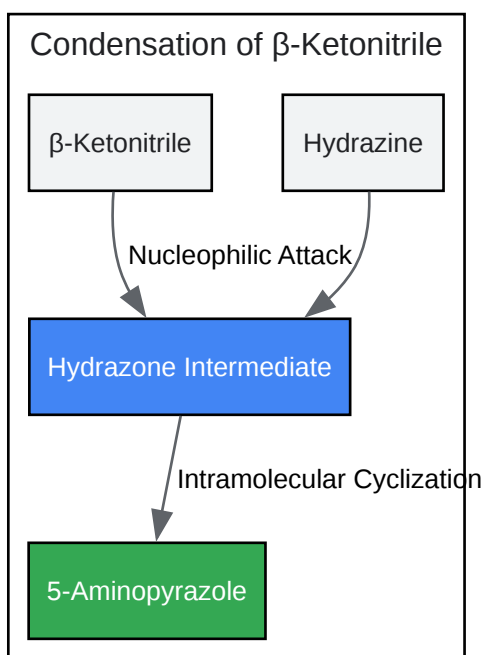 Condensation of β-Ketonitrile
β-Ketonitrile
Hydrazine
Nucleophilic Attack
Hydrazone Intermediate
Intramolecular Cyclization
5-Aminopyrazole